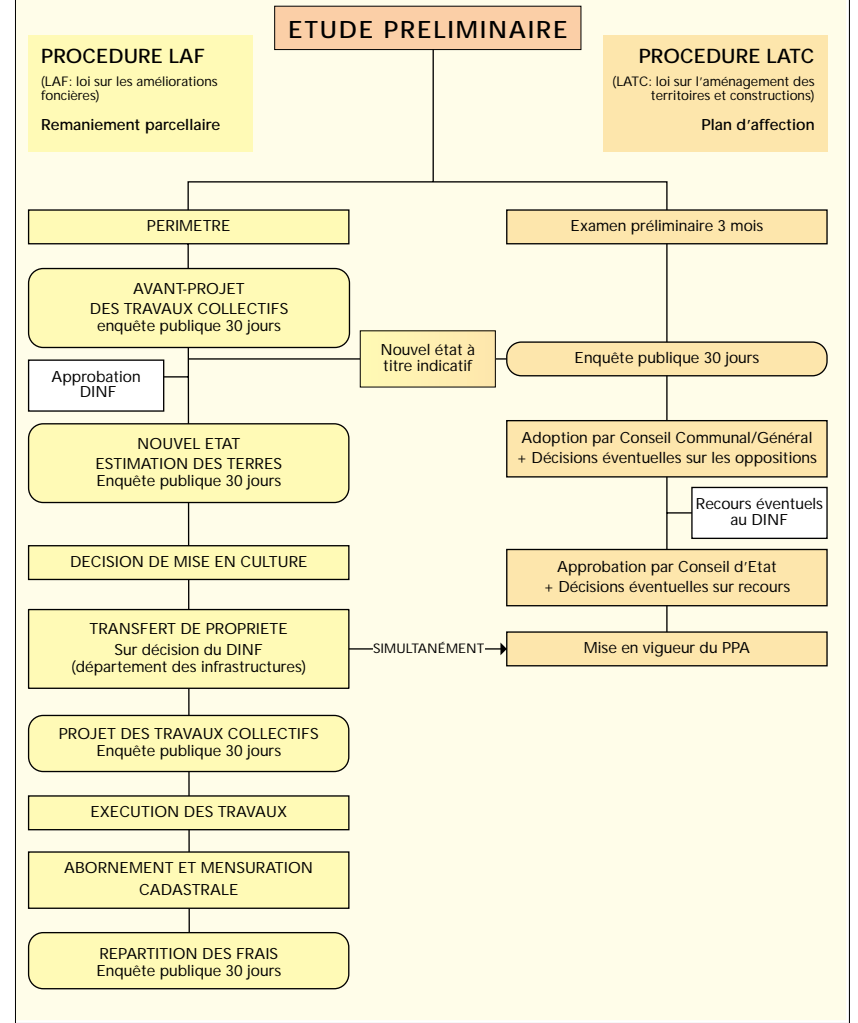 ETUDE PRELIMINAIRE
PROCEDURE LAF
(LAF: loi sur les améliorations
foncières)
Remaniement parcellaire
PROCEDURE LATC
(LATC: loi sur l'aménagement des
territoires et constructions)
Plan d'affection
PERIMETRE
Examen préliminaire 3 mois
AVANT-PROJET
DES TRAVAUX COLLECTIFS
enquête publique 30 jours
Nouvel état à
titre indicatif
Enquête publique 30 jours
Approbation
DINF
NOUVEL ETAT
ESTIMATION DES TERRES
Enquête publique 30 jours
Adoption par Conseil Communal/Général
+ Décisions éventuelles sur les oppositions
Recours éventuels
au DINF
DECISION DE MISE EN CULTURE
Approbation par Conseil d'Etat
+ Décisions éventuelles sur recours
TRANSFERT DE PROPRIETE
Sur décision du DINF
(département des infrastructures)
SIMULTANÉMENT
Mise en vigueur du PPA
PROJET DES TRAVAUX COLLECTIFS
Enquête publique 30 jours
EXECUTION DES TRAVAUX
ABORNEMENT ET MENSURATION
CADASTRALE
REPARTITION DES FRAIS
Enquête publique 30 jours